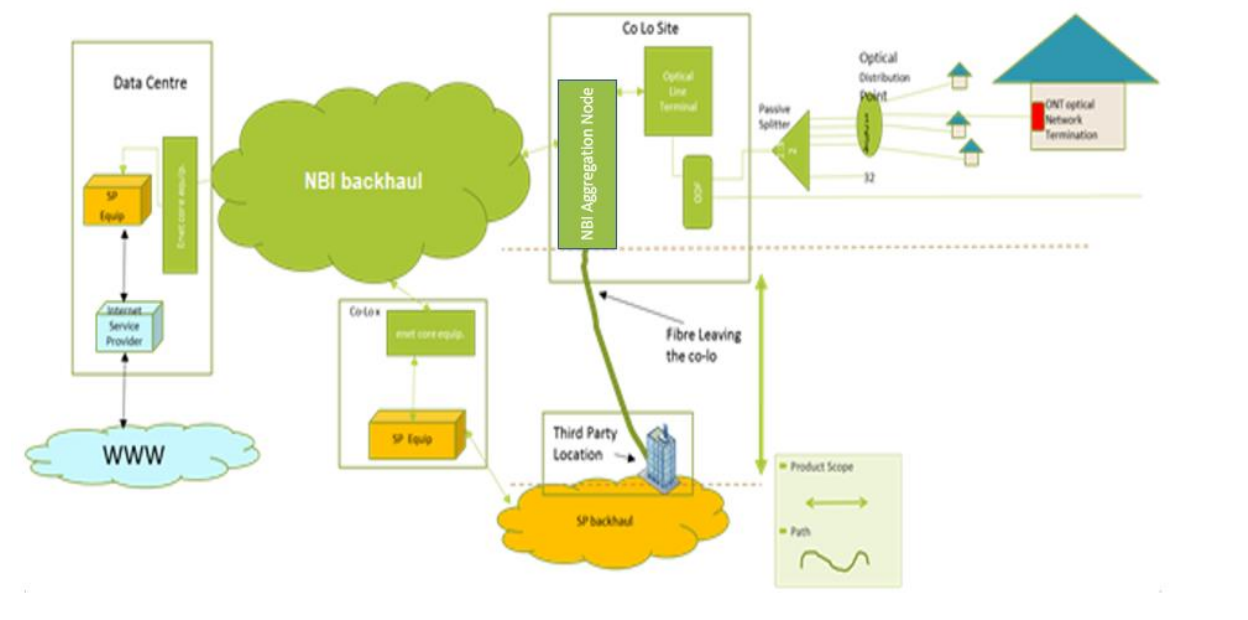 Data Centre
SP
Equip
Enet core equip.
Internet
Service
Provider
WWW
NBI backhaul
Co Lo Site
NBI Aggregation Node
Optical
Line
Terminal
ODF
Passive
Splitter
2
Optical
Distribution
Point
32
ONT optical
Network
Termination
Co-Lo x
enet core equip.
SP Equip
Fibre Leaving
the co-lo
Third Party
Location
SP backhaul
Product Scope
Path